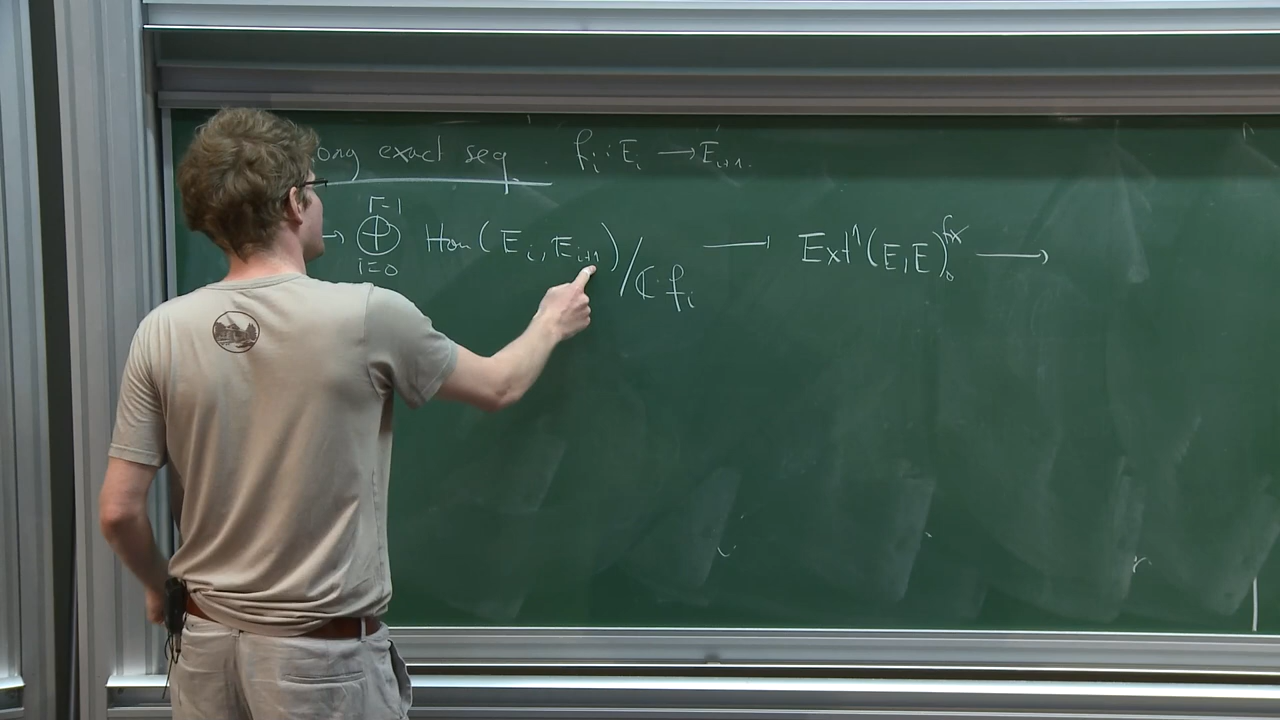 ong exact seq. f_i : E_i → E_{i+1}.
→ ⊕_{i=0}^{r-1} Hom(E_i, E_{i+1}) / ℂ·f_i ⟶ Ext^1(E, E)_0^{fix} ⟶